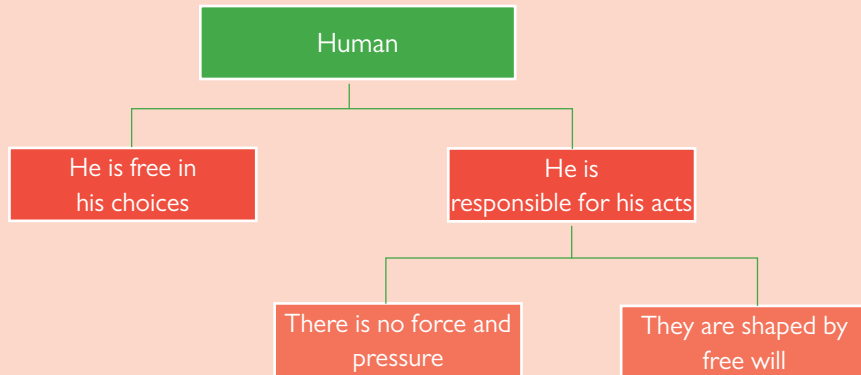 Human
He is free in
his choices
He is
responsible for his acts
There is no force and
pressure
They are shaped by
free will